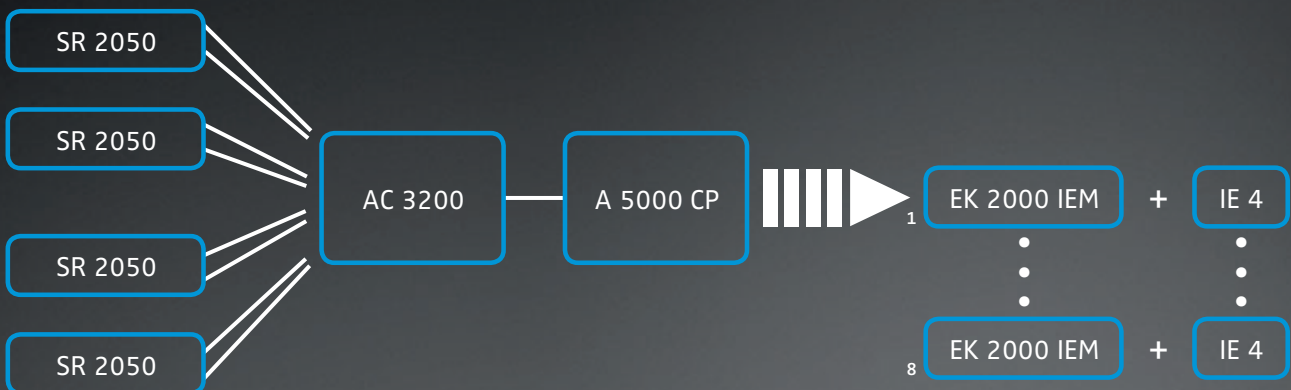 SR 2050
SR 2050
SR 2050
SR 2050
AC 3200
A 5000 CP
1
EK 2000 IEM
+
IE 4
8
EK 2000 IEM
+
IE 4